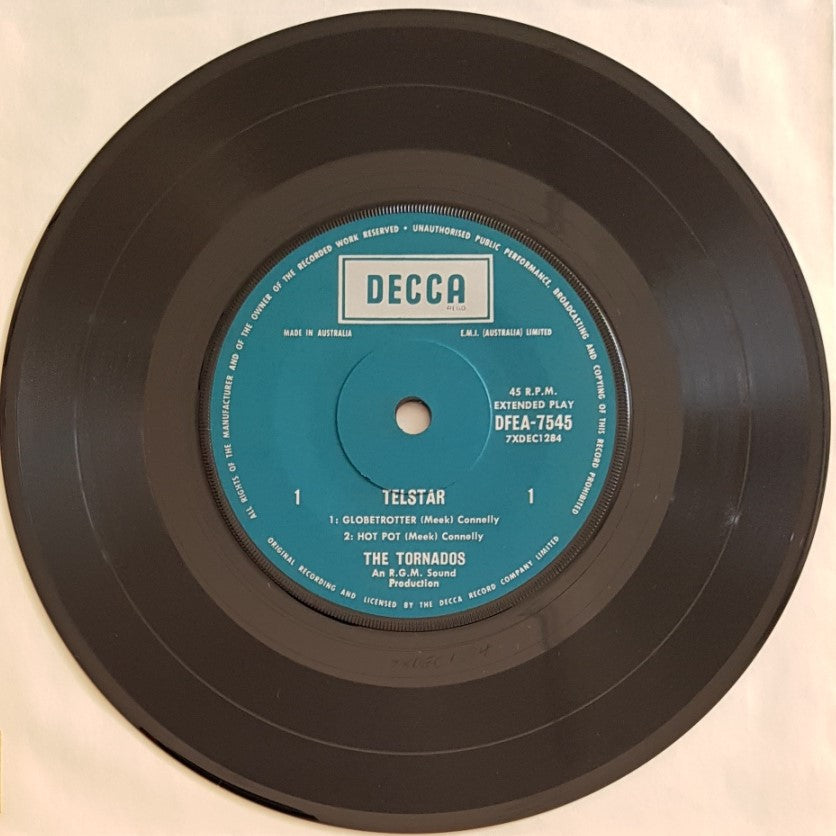 ALL RIGHTS OF THE MANUFACTURER AND OF THE OWNER OF THE RECORDED WORK RESERVED • UNAUTHORISED PUBLIC PERFORMANCE, BROADCASTING AND COPYING OF THIS RECORD PROHIBITED
DECCA
MADE IN AUSTRALIA
E.M.I. (AUSTRALIA) LIMITED
45 R.P.M.
EXTENDED PLAY
DFEA-7545
7XDEC1284
1 TELSTAR 1
1: GLOBETROTTER (Meek) Connelly
2: HOT POT (Meek) Connelly
THE TORNADOS
An R.G.M. Sound
Production
ORIGINAL RECORDING AND LICENSED BY THE DECCA RECORD COMPANY LIMITED